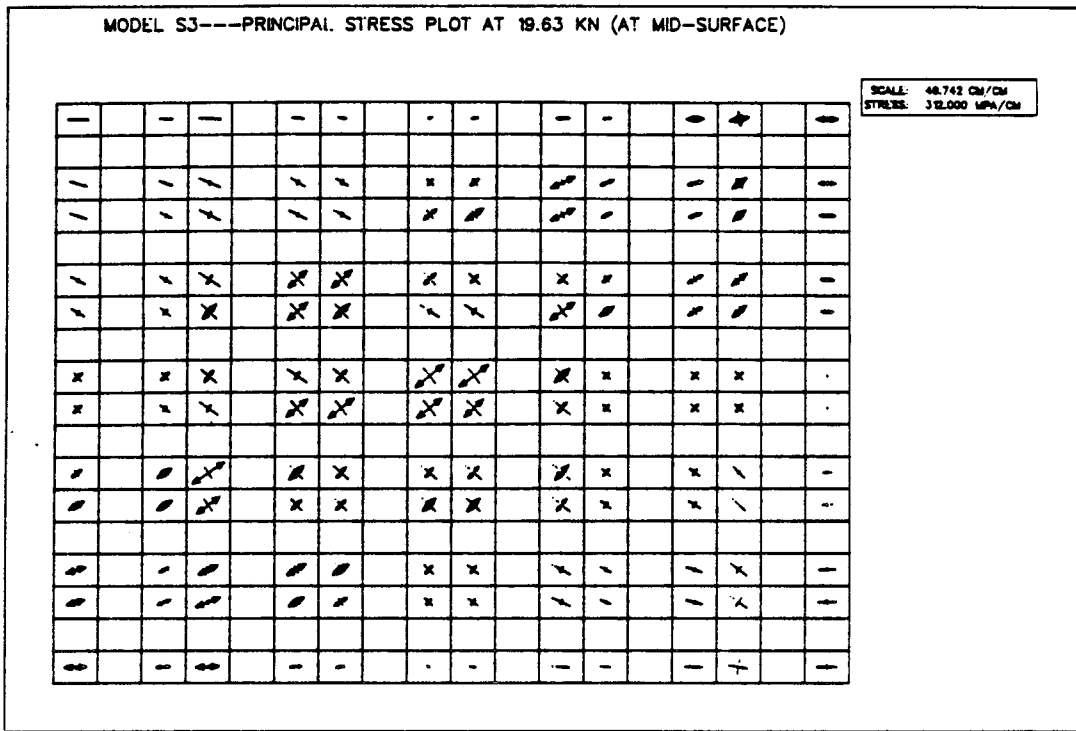 MODEL S3---PRINCIPAL STRESS PLOT AT 19.63 KN (AT MID-SURFACE)
SCALE: 48.742 CM/CM
STRESS: 312.000 MPA/CM